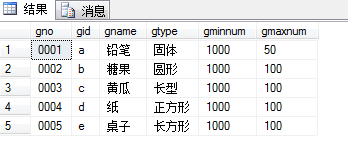 结果 消息
gno gid gname gtype gminnum gmaxnum
1 0001 a 铅笔 固体 1000 50
2 0002 b 糖果 圆形 1000 100
3 0003 c 黄瓜 长型 1000 100
4 0004 d 纸 正方形 1000 100
5 0005 e 桌子 长方形 1000 100